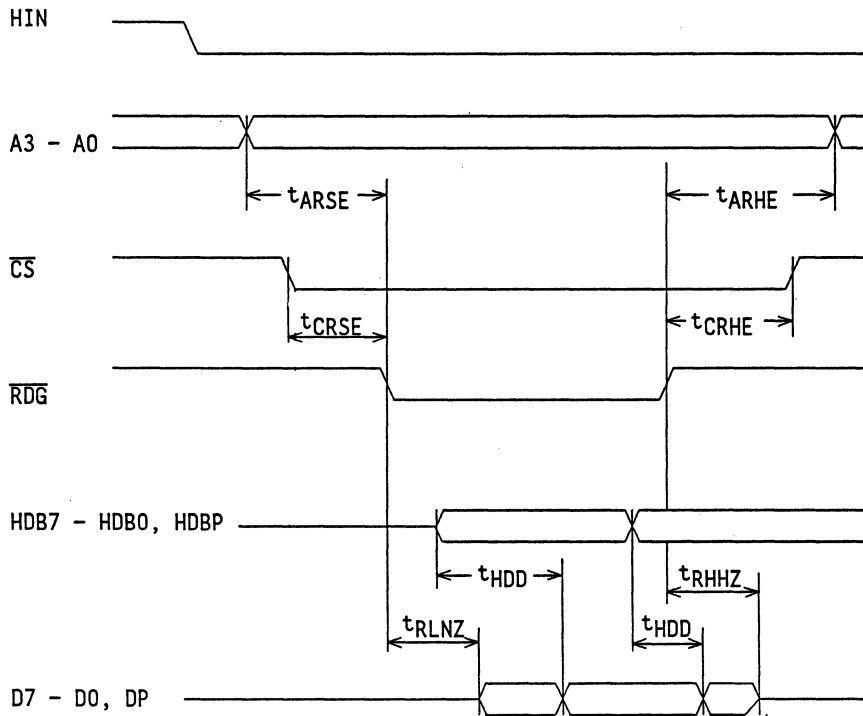 HIN
A3 - A0
tARSE
tARHE
CS
tCRSE
tCRHE
RDG
HDB7 - HDB0, HDBP
tHDD
tRHHZ
tRLNZ
tHDD
D7 - D0, DP